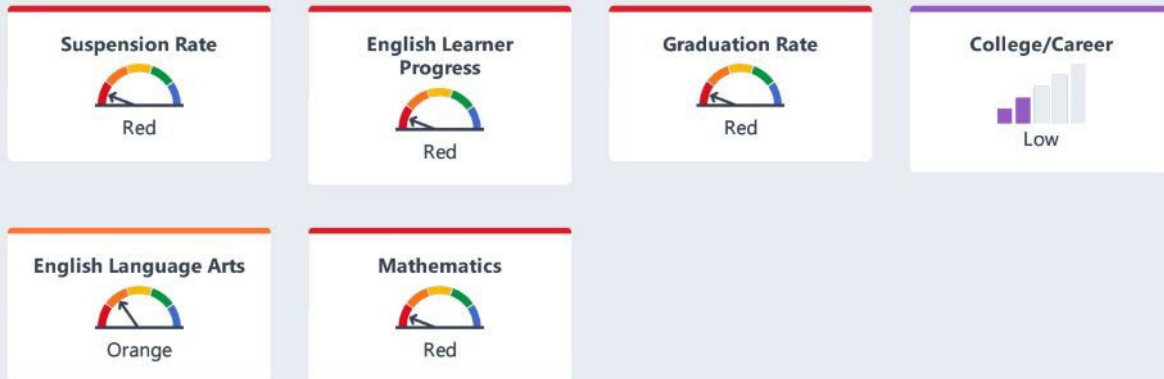 Suspension Rate
Red
English Learner
Progress
Red
Graduation Rate
Red
College/Career
Low
English Language Arts
Orange
Mathematics
Red